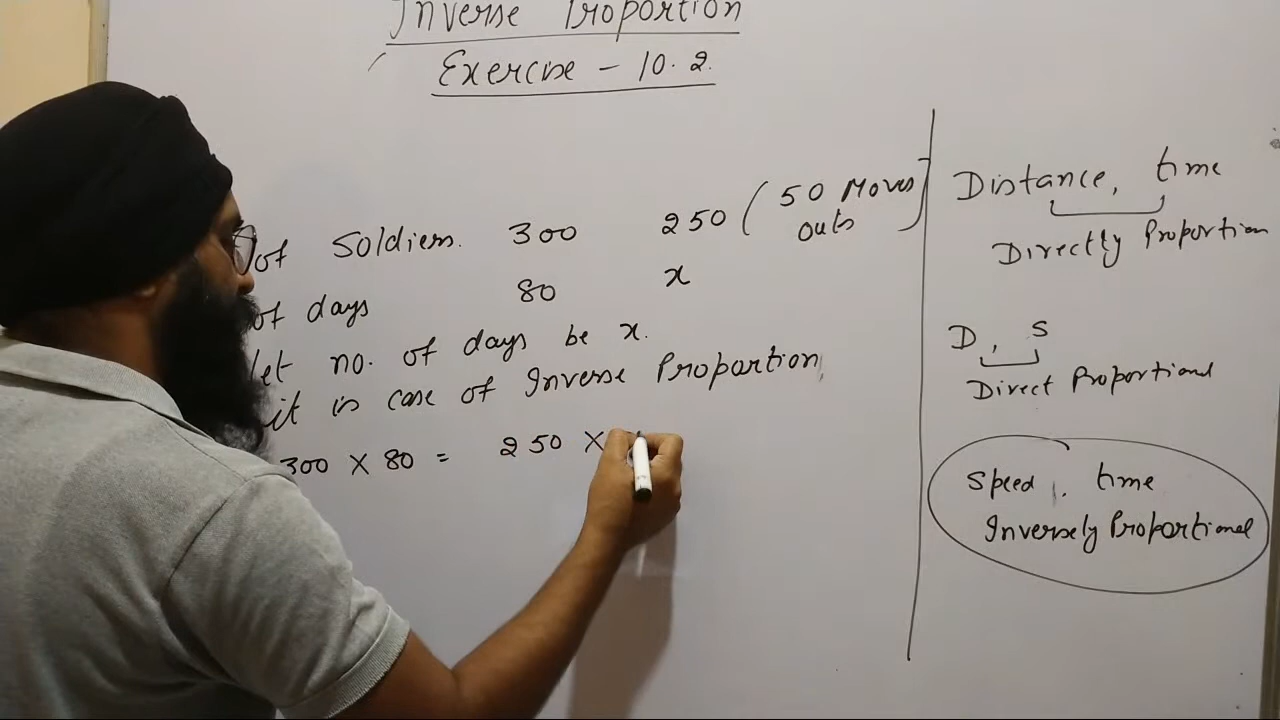 Inverse Proportion
Exercise - 10.2.
of Soldiers. 300 250 (50 Moves outs)
of days 80 x
let no. of days be x.
it is case of Inverse Proportion,
300 × 80 = 250 ×
Distance, time
Directly Proportion
D, S
Direct Proportional
Speed, time
Inversely Proportional